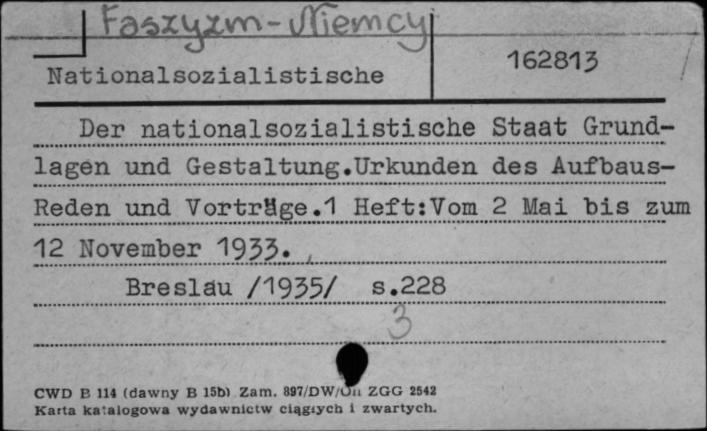 Faszyzm-Niemcy
Nationalsozialistische
162813
Der nationalsozialistische Staat Grund-
lagen und Gestaltung.Urkunden des Aufbaus-
Reden und Vorträge.1 Heft:Vom 2 Mai bis zum
12 November 1933.
Breslau /1935/ s.228
3
CWD B 114 (dawny B 15b) Zam. 897/DW/On ZGG 2542
Karta katalogowa wydawnictw ciągłych i zwartych.